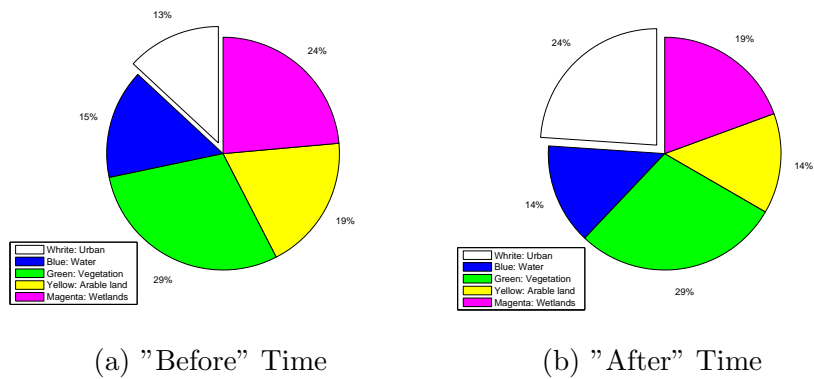 13%
24%
15%
19%
29%
Whrite: Urban
Blue: Water
Green: Vegetation
Yellow: Arable land
Magenta: Wetlands
(a) ”Before” Time
24%
19%
14%
14%
29%
Whrite: Urban
Blue: Water
Green: Vegetation
Yellow: Arable land
Magenta: Wetlands
(b) ”After” Time